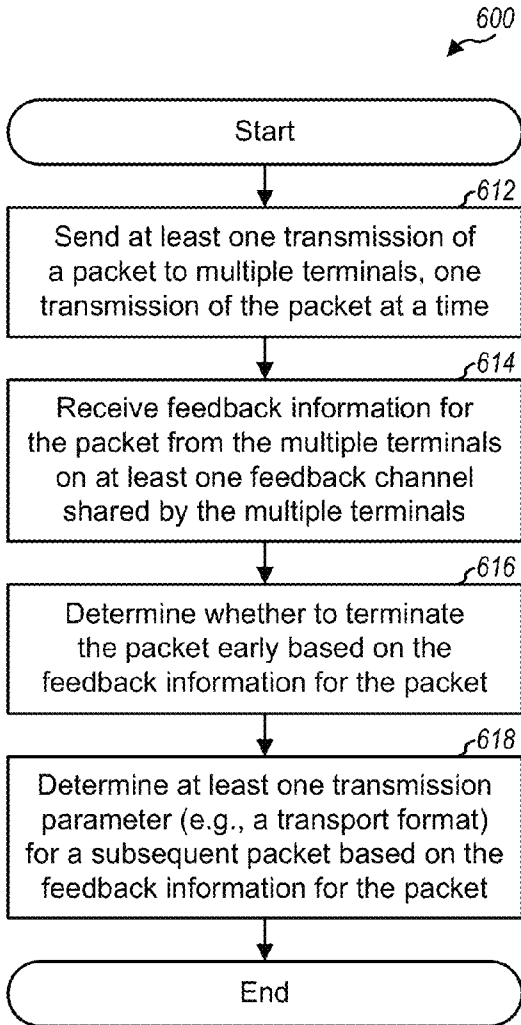 600
Start
612
Send at least one transmission of
a packet to multiple terminals, one
transmission of the packet at a time
614
Receive feedback information for
the packet from the multiple terminals
on at least one feedback channel
shared by the multiple terminals
616
Determine whether to terminate
the packet early based on the
feedback information for the packet
618
Determine at least one transmission
parameter (e.g., a transport format)
for a subsequent packet based on the
feedback information for the packet
End